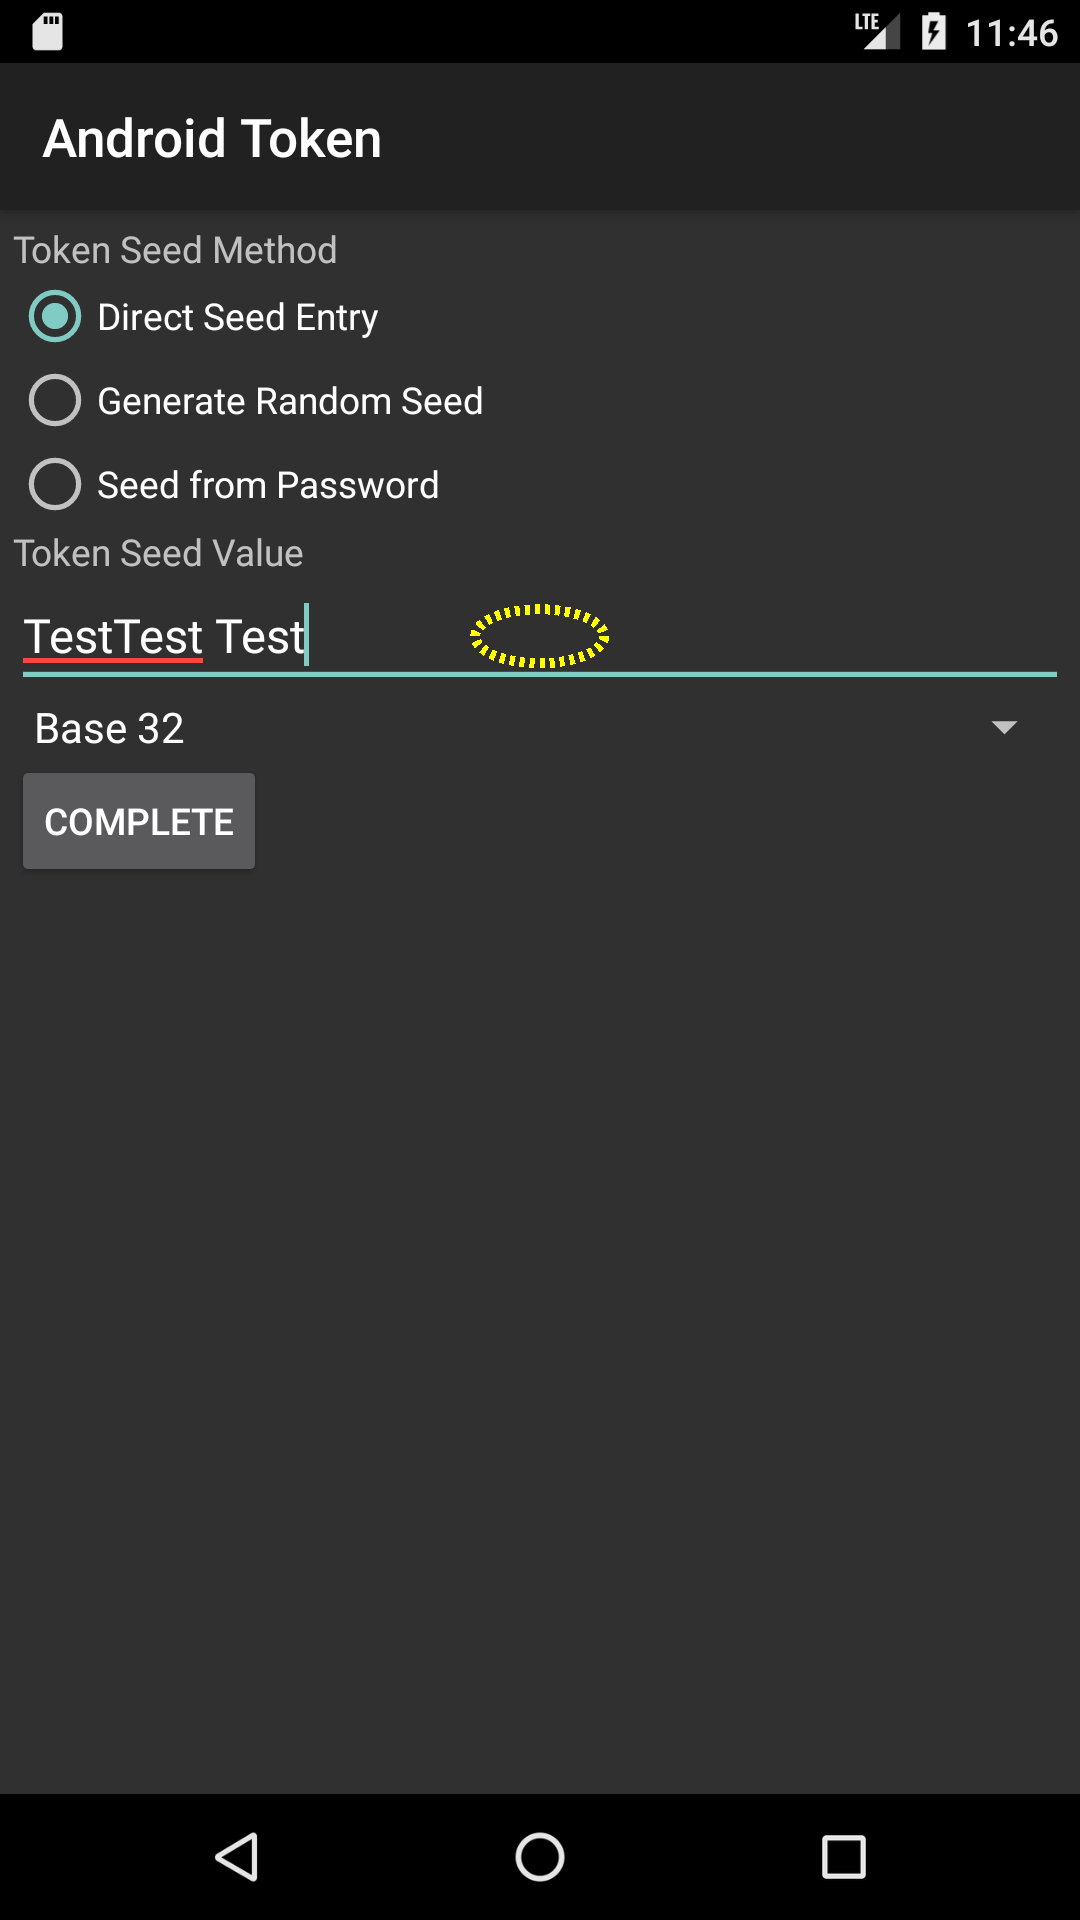 LTE 11:46
Android Token
Token Seed Method
Direct Seed Entry
Generate Random Seed
Seed from Password
Token Seed Value
TestTest Test
Base 32
COMPLETE